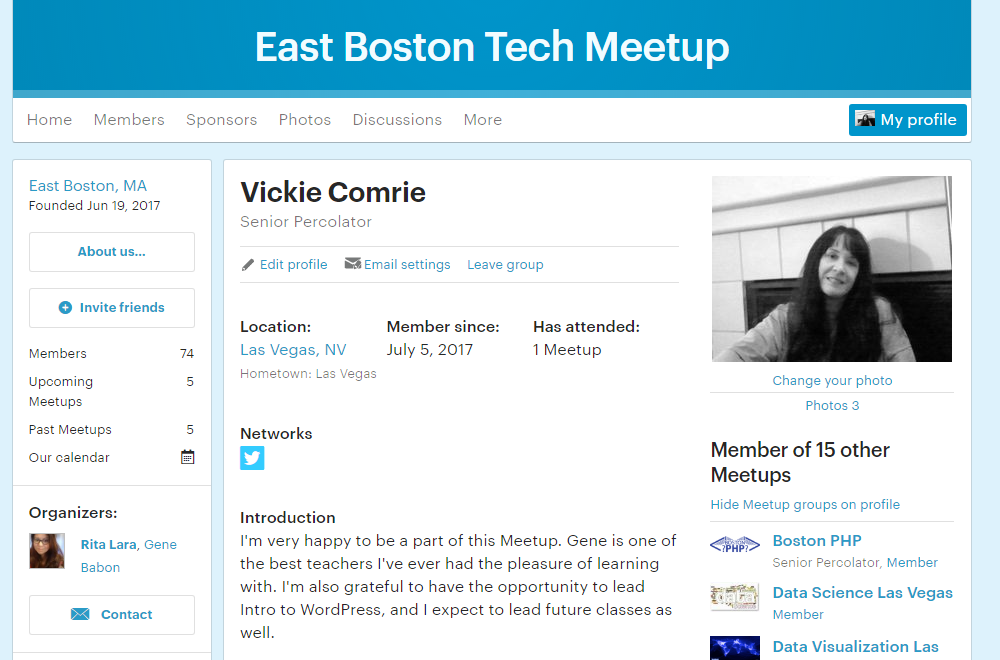 East Boston Tech Meetup
Home Members Sponsors Photos Discussions More My profile
East Boston, MA
Founded Jun 19, 2017
About us...
Invite friends
Members 74
Upcoming Meetups 5
Past Meetups 5
Our calendar
Organizers:
Rita Lara, Gene
Babon
Contact
Vickie Comrie
Senior Percolator
Edit profile Email settings Leave group
Location: Member since: Has attended:
Las Vegas, NV July 5, 2017 1 Meetup
Hometown: Las Vegas
Networks
Introduction
I'm very happy to be a part of this Meetup. Gene is one of
the best teachers I've ever had the pleasure of learning
with. I'm also grateful to have the opportunity to lead
Intro to WordPress, and I expect to lead future classes as
well.
Change your photo
Photos 3
Member of 15 other
Meetups
Hide Meetup groups on profile
BOSTON
?PHP?
Boston PHP
Senior Percolator, Member
data
Data Science Las Vegas
Member
Data Visualization Las